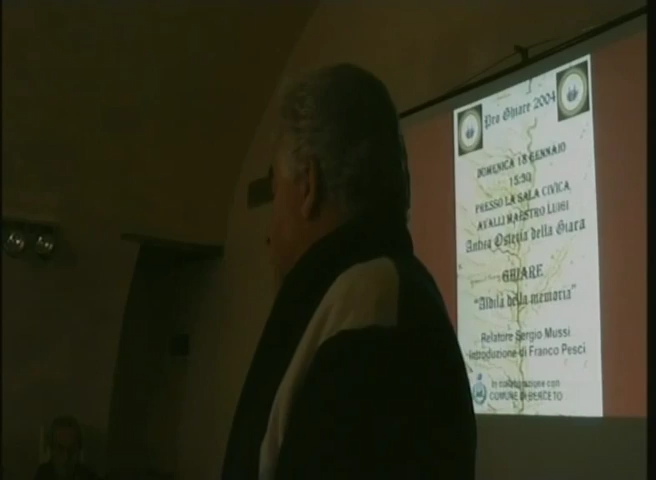 Pro Ghiare 2004
DOMENICA 18 GENNAIO
15:30
PRESSO LA SALA CIVICA
AVALLI MAESTRO LUIGI
Antica Osteria della Giara
GHIARE
"Aldilà della memoria"
Relatore Sergio Mussi
Introduzione di Franco Pesci
In collaborazione con
COMUNE DI BERCETO